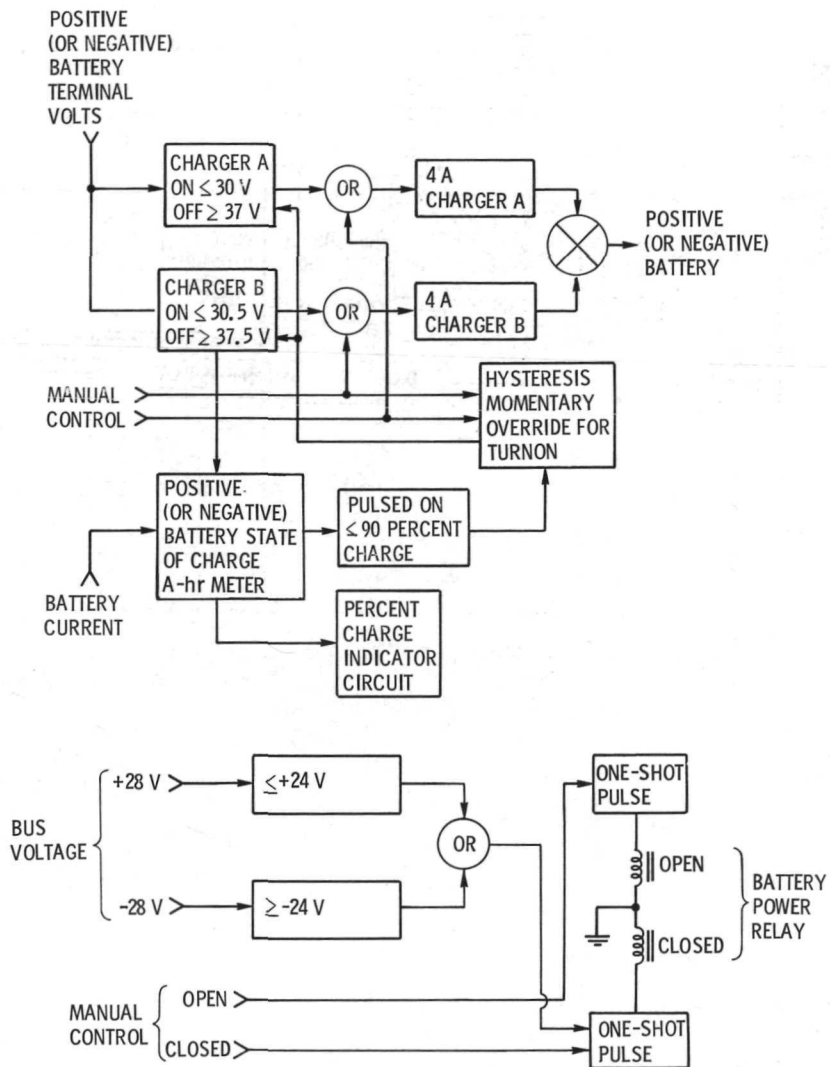 POSITIVE
(OR NEGATIVE)
BATTERY
TERMINAL
VOLTS
CHARGER A
ON ≤ 30 V
OFF ≥ 37 V
OR
4 A
CHARGER A
POSITIVE
(OR NEGATIVE)
BATTERY
CHARGER B
ON ≤ 30.5 V
OFF ≥ 37.5 V
OR
4 A
CHARGER B
MANUAL
CONTROL
HYSTERESIS
MOMENTARY
OVERRIDE FOR
TURNON
POSITIVE
(OR NEGATIVE)
BATTERY STATE
OF CHARGE
A-hr METER
PULSED ON
≤ 90 PERCENT
CHARGE
BATTERY
CURRENT
PERCENT
CHARGE
INDICATOR
CIRCUIT
BUS
VOLTAGE
+28 V
≤+24 V
OR
-28 V
≥ -24 V
ONE-SHOT
PULSE
OPEN
CLOSED
BATTERY
POWER
RELAY
MANUAL
CONTROL
OPEN
CLOSED
ONE-SHOT
PULSE